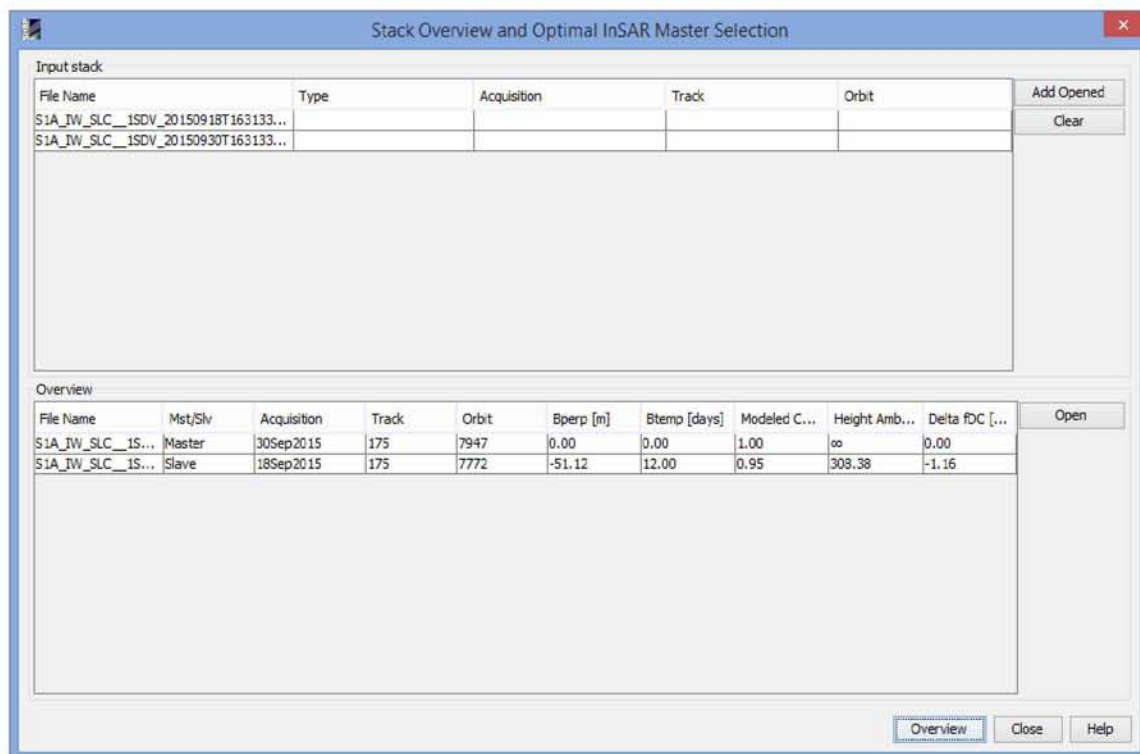 Stack Overview and Optimal InSAR Master Selection
Input stack
File Name Type Acquisition Track Orbit
S1A_IW_SLC__1SDV_20150918T163133...
S1A_IW_SLC__1SDV_20150930T163133...
Add Opened
Clear
Overview
File Name Mst/Slv Acquisition Track Orbit Bperp [m] Btemp [days] Modeled C... Height Amb... Delta fDC [...
S1A_IW_SLC__1S... Master 30Sep2015 175 7947 0.00 0.00 1.00 ∞ 0.00
S1A_IW_SLC__1S... Slave 18Sep2015 175 7772 -51.12 12.00 0.95 308.38 -1.16
Open
Overview Close Help